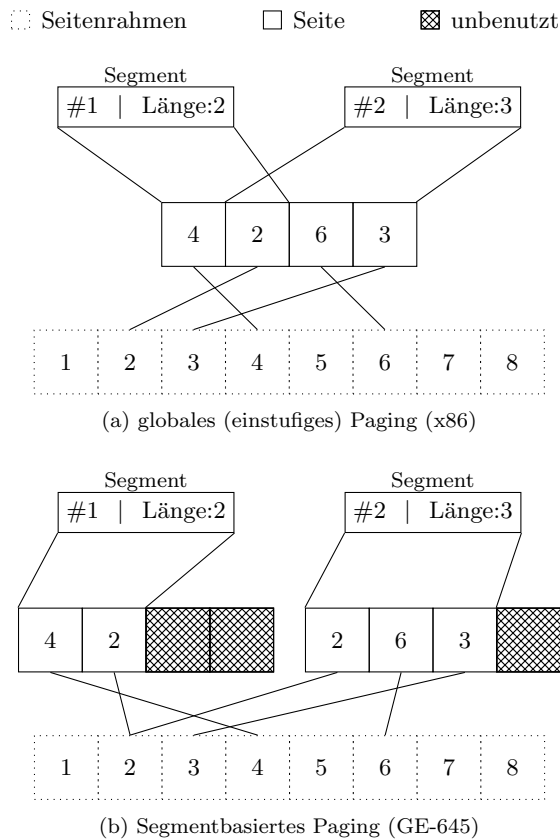 Seitenrahmen Seite unbenutzt
Segment Segment
#1 | Länge:2 #2 | Länge:3
4 2 6 3
1 2 3 4 5 6 7 8
(a) globales (einstufiges) Paging (x86)
Segment Segment
#1 | Länge:2 #2 | Länge:3
4 2 2 6 3
1 2 3 4 5 6 7 8
(b) Segmentbasiertes Paging (GE-645)